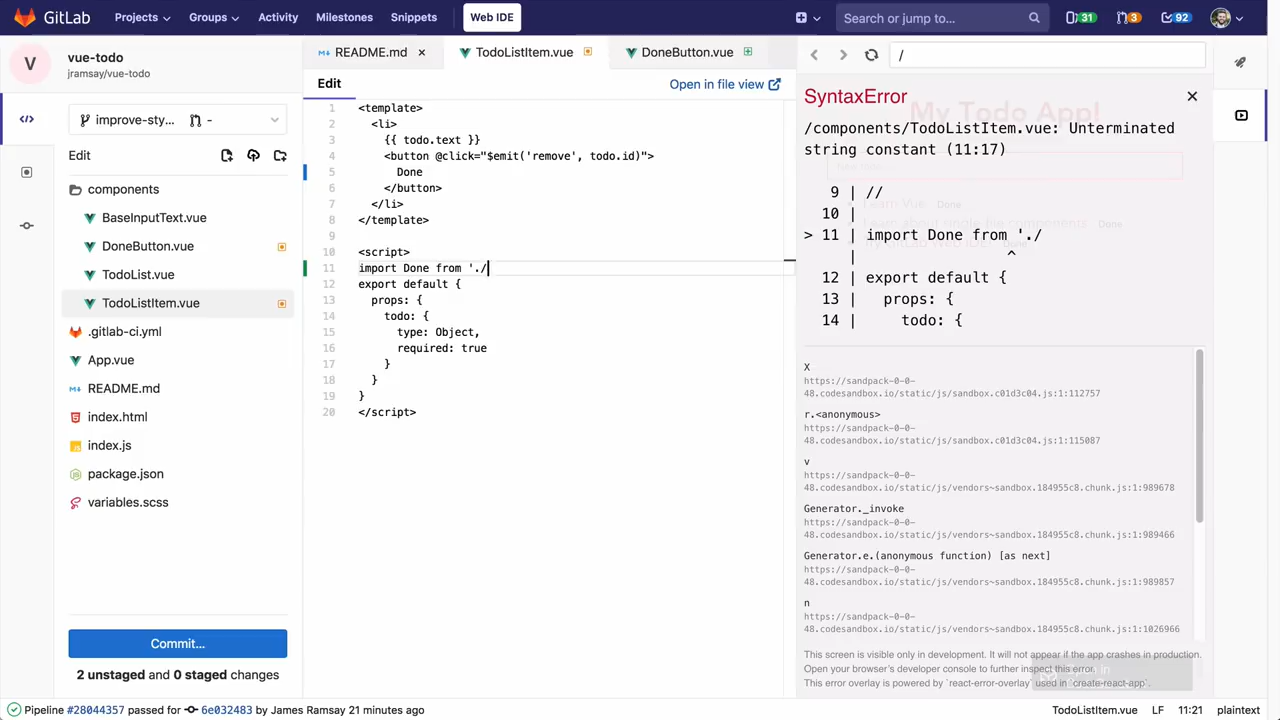 GitLab Projects Groups Activity Milestones Snippets Web IDE Search or jump to... 31 3 92
V vue-todo
jramsay/vue-todo
improve-sty... -
Edit
components
BaseInputText.vue
DoneButton.vue
TodoList.vue
TodoListItem.vue
.gitlab-ci.yml
App.vue
README.md
index.html
index.js
package.json
variables.scss
Commit...
2 unstaged and 0 staged changes
README.md × TodoListItem.vue DoneButton.vue
Edit Open in file view
1 <template>
2 <li>
3 {{ todo.text }}
4 <button @click="$emit('remove', todo.id)">
5 Done
6 </button>
7 </li>
8 </template>
9
10 <script>
11 import Done from './
12 export default {
13 props: {
14 todo: {
15 type: Object,
16 required: true
17 }
18 }
19 }
20 </script>
/
My Todo App!
SyntaxError
/components/TodoListItem.vue: Unterminated
string constant (11:17)
Learn Vue Done
Learn about single file components Done
Done
9 | //
10 |
> 11 | import Done from './
| ^
12 | export default {
13 | props: {
14 | todo: {
X
https://sandpack-0-0-
48.codesandbox.io/static/js/sandbox.c01d3c04.js:1:112757
r.<anonymous>
https://sandpack-0-0-
48.codesandbox.io/static/js/sandbox.c01d3c04.js:1:115087
v
https://sandpack-0-0-
48.codesandbox.io/static/js/vendors~sandbox.184955c8.chunk.js:1:989678
Generator._invoke
https://sandpack-0-0-
48.codesandbox.io/static/js/vendors~sandbox.184955c8.chunk.js:1:989466
Generator.e.(anonymous function) [as next]
https://sandpack-0-0-
48.codesandbox.io/static/js/vendors~sandbox.184955c8.chunk.js:1:989857
n
https://sandpack-0-0-
48.codesandbox.io/static/js/vendors~sandbox.184955c8.chunk.js:1:1026966
This screen is visible only in development. It will not appear if the app crashes in production.
Open your browser's developer console to further inspect this error.
This error overlay is powered by `react-error-overlay` used in `create-react-app`.
Pipeline #28044357 passed for 6e032483 by James Ramsay 21 minutes ago
TodoListItem.vue LF 11:21 plaintext